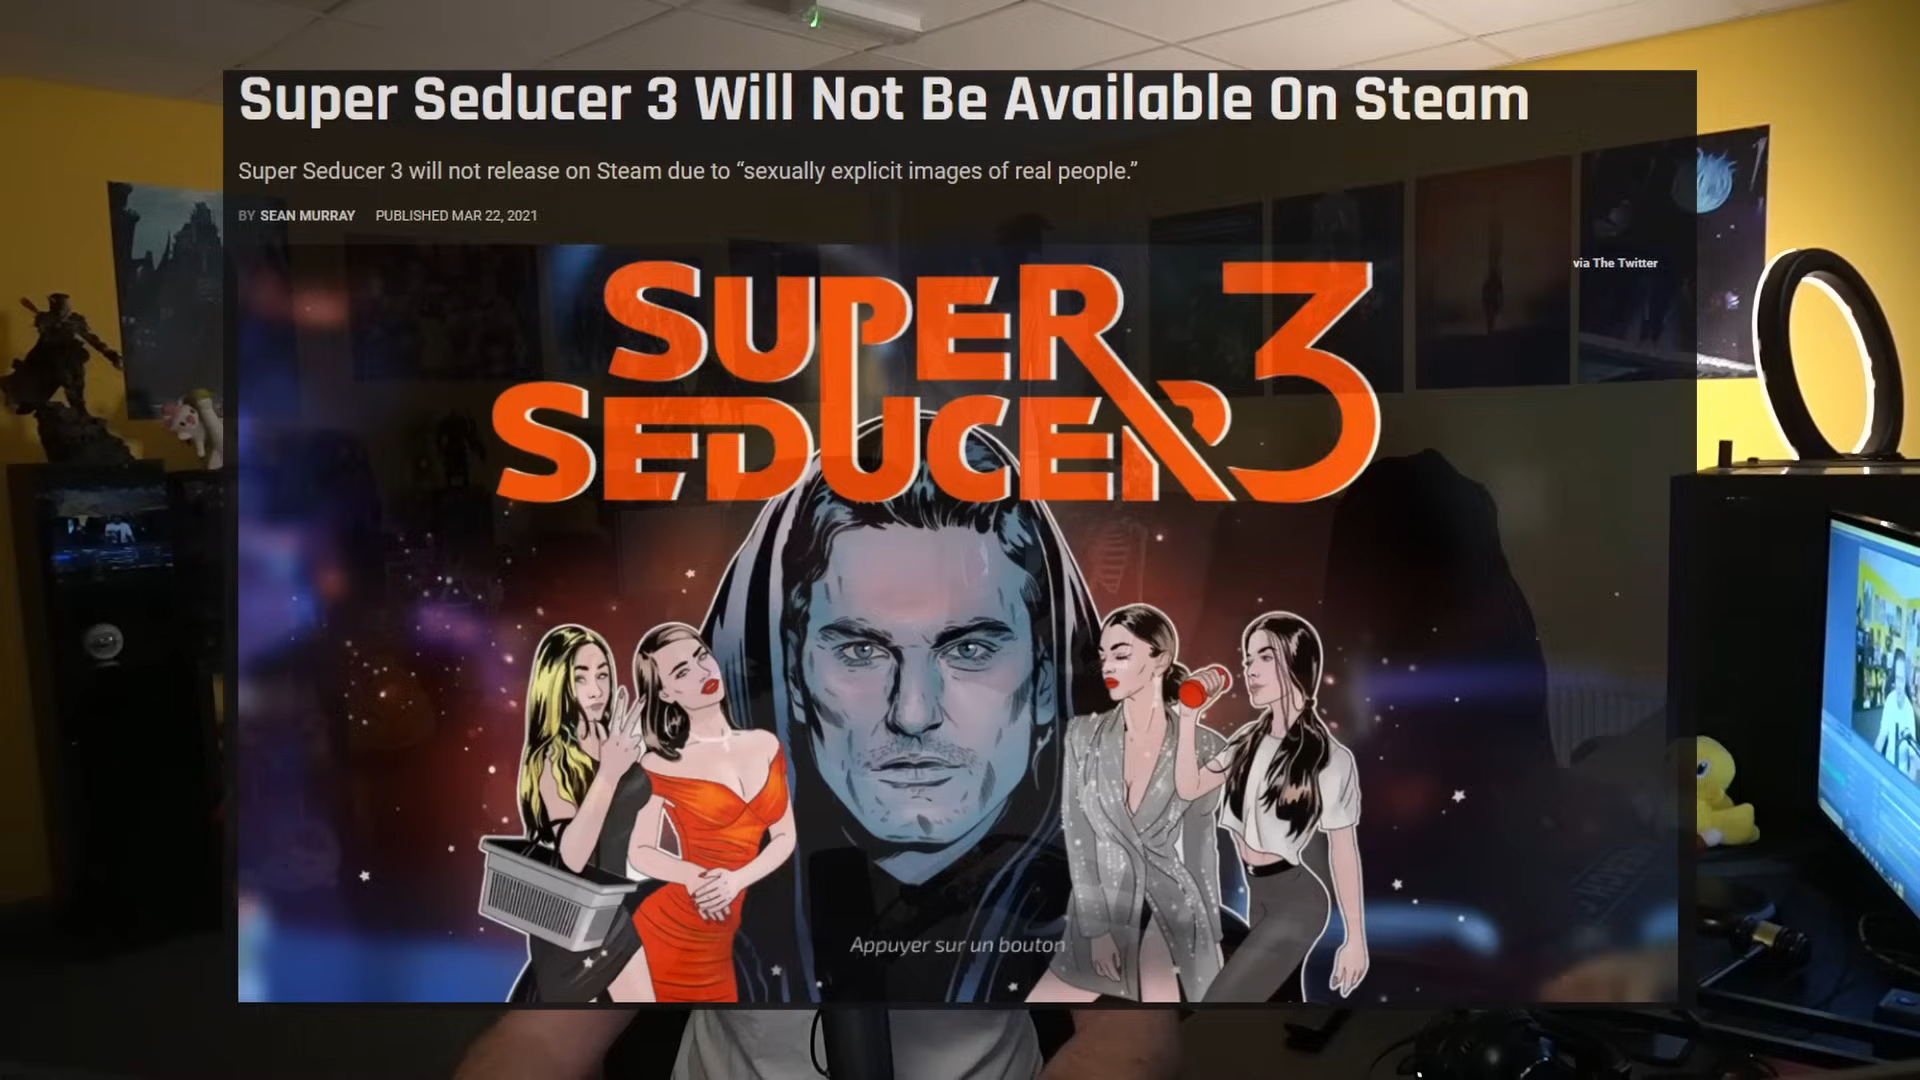 Super Seducer 3 Will Not Be Available On Steam
Super Seducer 3 will not release on Steam due to “sexually explicit images of real people.”
BY SEAN MURRAY PUBLISHED MAR 22, 2021
via The Twitter
SUPER
SEDUCER 3
Appuyer sur un bouton